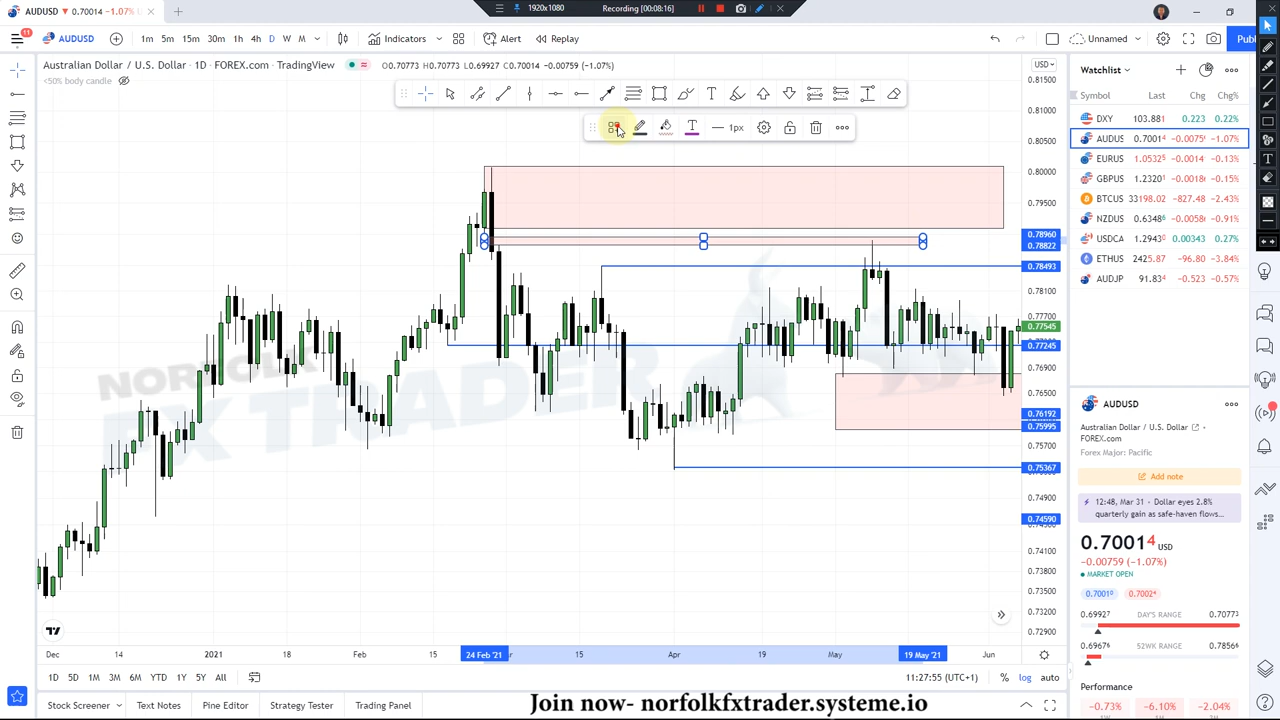 AUDUSD ▼ 0.70014 −1.07%
1920x1080
Recording [00:08:16]
11
AUDUSD
1m 5m 15m 30m 1h 4h D W M
Indicators
Alert
Replay
Unnamed
Publ
Australian Dollar / U.S. Dollar · 1D · FOREX.com · TradingView
O0.70773 H0.70773 L0.69927 C0.70014 −0.00759 (−1.07%)
<50% body candle
1px
USD
0.81500
0.81000
0.80500
0.80000
0.79500
0.78960
0.78822
0.78493
0.78100
0.77700
0.77545
0.77245
0.76900
0.76500
0.76192
0.75995
0.75700
0.75367
0.74900
0.74590
0.74100
0.73800
0.73500
0.73200
0.72900
NORFOLK
FX TRADER
Dec 14 2021 18 Feb 15 24 Feb '21 15 Apr 19 May 19 May '21 Jun
1D 5D 1M 3M 6M YTD 1Y 5Y All
11:27:55 (UTC+1)
% log auto
Stock Screener
Text Notes
Pine Editor
Strategy Tester
Trading Panel
Join now- norfolkfxtrader.systeme.io
Watchlist
Symbol Last Chg Chg%
DXY 103.881 0.223 0.22%
AUDUS 0.70014 −0.0075 −1.07%
EURUS 1.05325 −0.0014 −0.13%
GBPUS 1.2320 −0.0018 −0.15%
BTCUS 33198.02 −827.48 −2.43%
NZDUS 0.6348 −0.0058 −0.91%
USDCA 1.2943 0.00343 0.27%
ETHUS 2425.87 −96.80 −3.84%
AUDJP 91.83 −0.523 −0.57%
AUDUSD
Australian Dollar / U.S. Dollar
FOREX.com
Forex Major: Pacific
Add note
12:48, Mar 31 · Dollar eyes 2.8%
quarterly gain as safe-haven flows...
0.70014 USD
−0.00759 (−1.07%)
MARKET OPEN
0.70010 0.70024
0.69927 DAY'S RANGE 0.70773
52WK RANGE
Performance
−0.73% −6.10% −2.04%